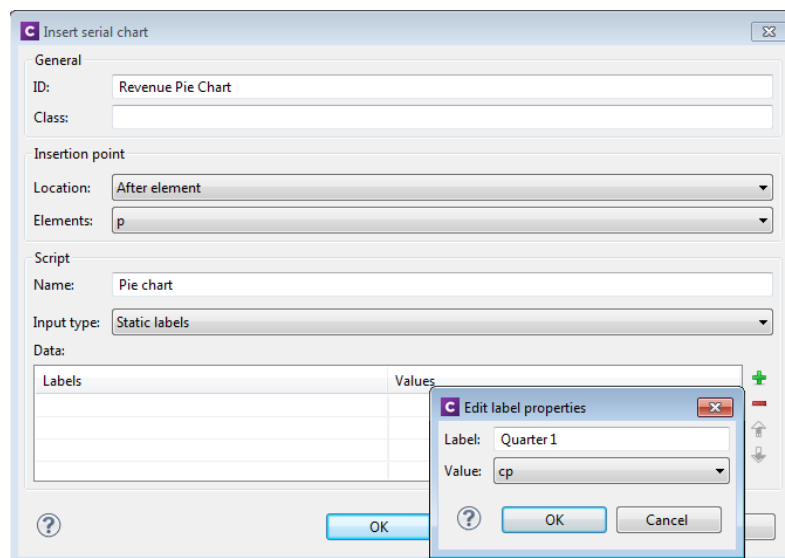 C Insert serial chart
General
ID: Revenue Pie Chart
Class:
Insertion point
Location: After element
Elements: p
Script
Name: Pie chart
Input type: Static labels
Data:
Labels Values
C Edit label properties
Label: Quarter 1
Value: cp
? OK Cancel
? OK